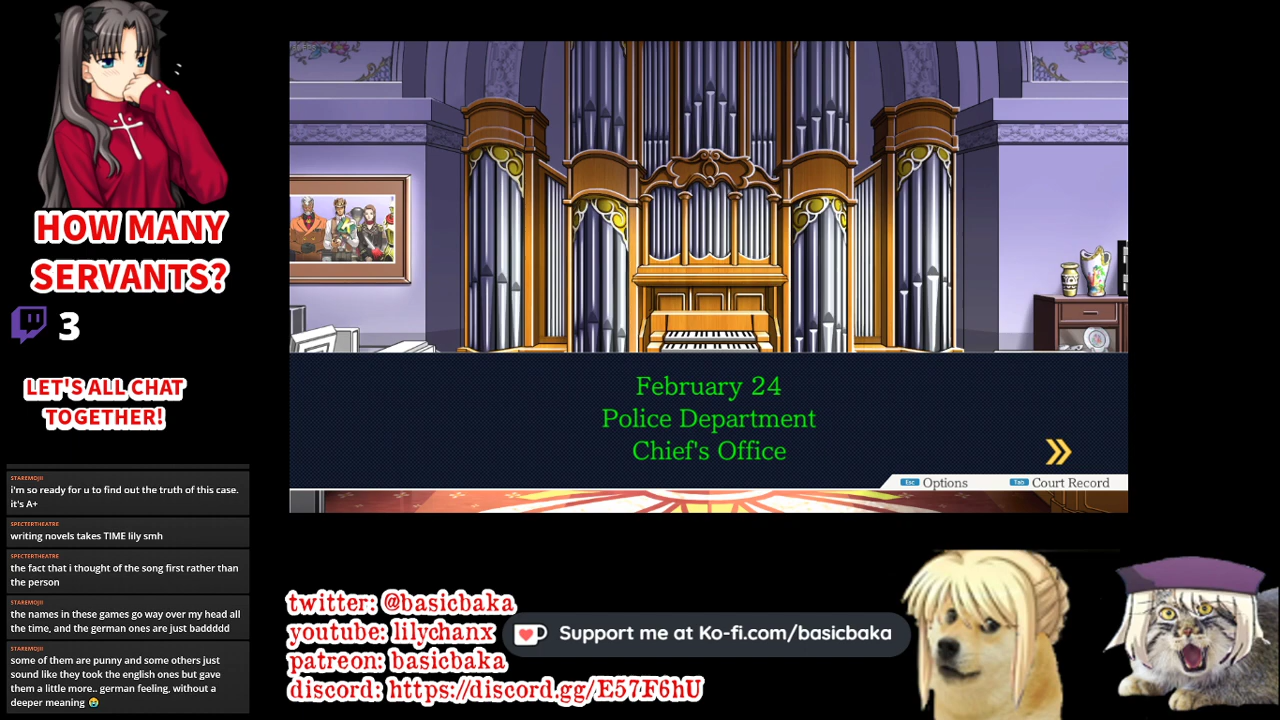 HOW MANY
SERVANTS?
3
LET'S ALL CHAT
TOGETHER!
STAREMOJII
i'm so ready for u to find out the truth of this case.
it's A+
SPECTERTHEATRE
writing novels takes TIME lily smh
SPECTERTHEATRE
the fact that i thought of the song first rather than
the person
STAREMOJII
the names in these games go way over my head all
the time, and the german ones are just baddddd
STAREMOJII
some of them are punny and some others just
sound like they took the english ones but gave
them a little more.. german feeling, without a
deeper meaning 😭
February 24
Police Department
Chief's Office
Esc Options
Tab Court Record
twitter: @basicbaka
youtube: lilychanx
patreon: basicbaka
discord: https://discord.gg/E57F6hU
Support me at Ko-fi.com/basicbaka